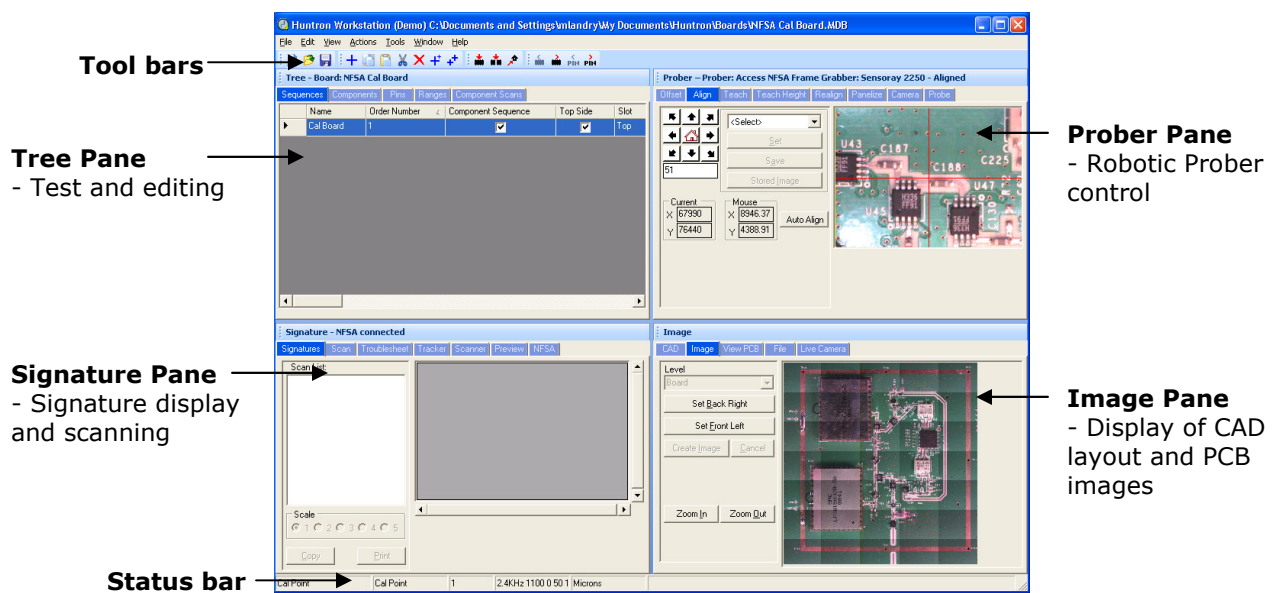 Huntron Workstation (Demo) C:\Documents and Settings\mlandry\My Documents\Huntron\Boards\NFSA Cal Board.MDB
File Edit View Actions Tools Window Help
Tool bars
Tree - Board: NFSA Cal Board
Sequences Components Pins Ranges Component Scans
Name Order Number Component Sequence Top Side Slot
Cal Board 1 Top
Tree Pane
- Test and editing
Prober – Prober: Access NFSA Frame Grabber: Sensoray 2250 - Aligned
Offset Align Teach Teach Height Realign Panelize Camera Probe
<Select>
Set
Save
Stored Image
51
Current
X 67990
Y 76440
Mouse
X 8946.37
Y 4388.91
Auto Align
U43
C187
C188
C225
U47
U45
C130
Prober Pane
- Robotic Prober
control
Signature - NFSA connected
Signatures Scan Troublesheet Tracker Scanner Preview NFSA
Scan List:
Scale
1 2 3 4 5
Copy Print
Signature Pane
- Signature display
and scanning
Image
CAD Image View PCB File Live Camera
Level
Board
Set Back Right
Set Front Left
Create Image Cancel
Zoom In Zoom Out
Image Pane
- Display of CAD
layout and PCB
images
Status bar
Cal Point Cal Point 1 2.4KHz 1100 0 50 1 Microns